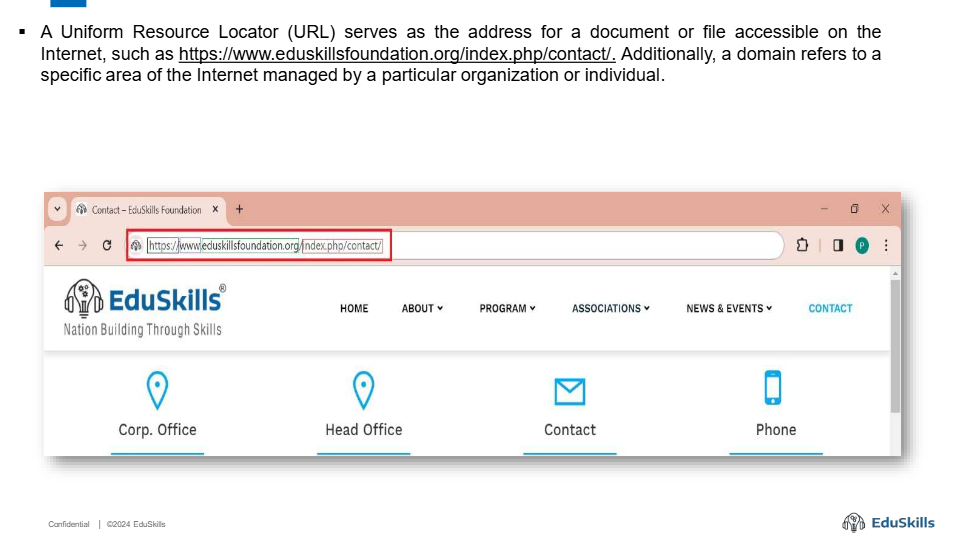 ▪ A Uniform Resource Locator (URL) serves as the address for a document or file accessible on the
Internet, such as https://www.eduskillsfoundation.org/index.php/contact/. Additionally, a domain refers to a
specific area of the Internet managed by a particular organization or individual.
Contact – EduSkills Foundation
https://www.eduskillsfoundation.org/index.php/contact/
P
EduSkills®
Nation Building Through Skills
HOME ABOUT PROGRAM ASSOCIATIONS NEWS & EVENTS CONTACT
Corp. Office Head Office Contact Phone
Confidential | ©2024 EduSkills
EduSkills